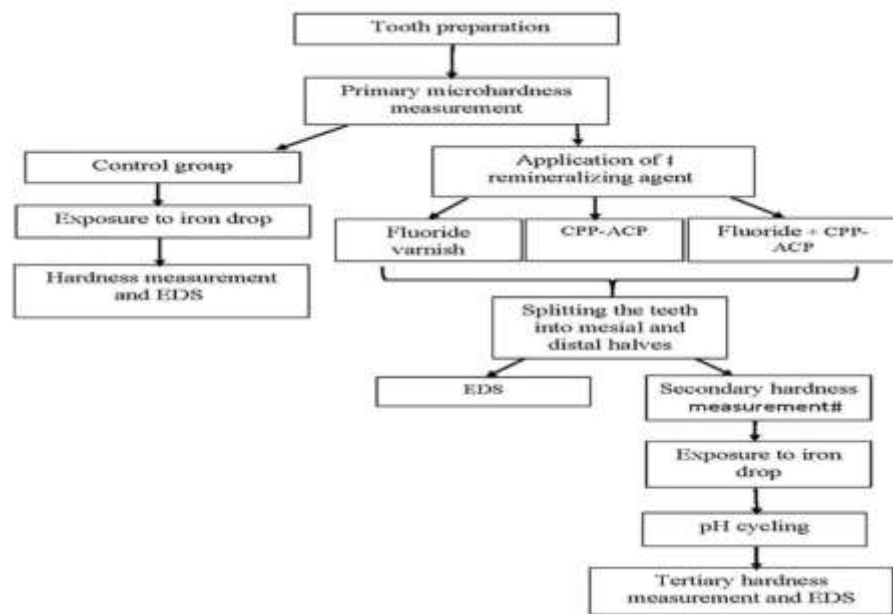 Tooth preparation
Primary microhardness
measurement
Control group
Application of ‡
remineralizing agent
Exposure to iron drop
Fluoride
varnish
CPP-ACP
Fluoride + CPP-
ACP
Hardness measurement
and EDS
Splitting the teeth
into mesial and
distal halves
EDS
Secondary hardness
measurement#
Exposure to iron
drop
pH cycling
Tertiary hardness
measurement and EDS